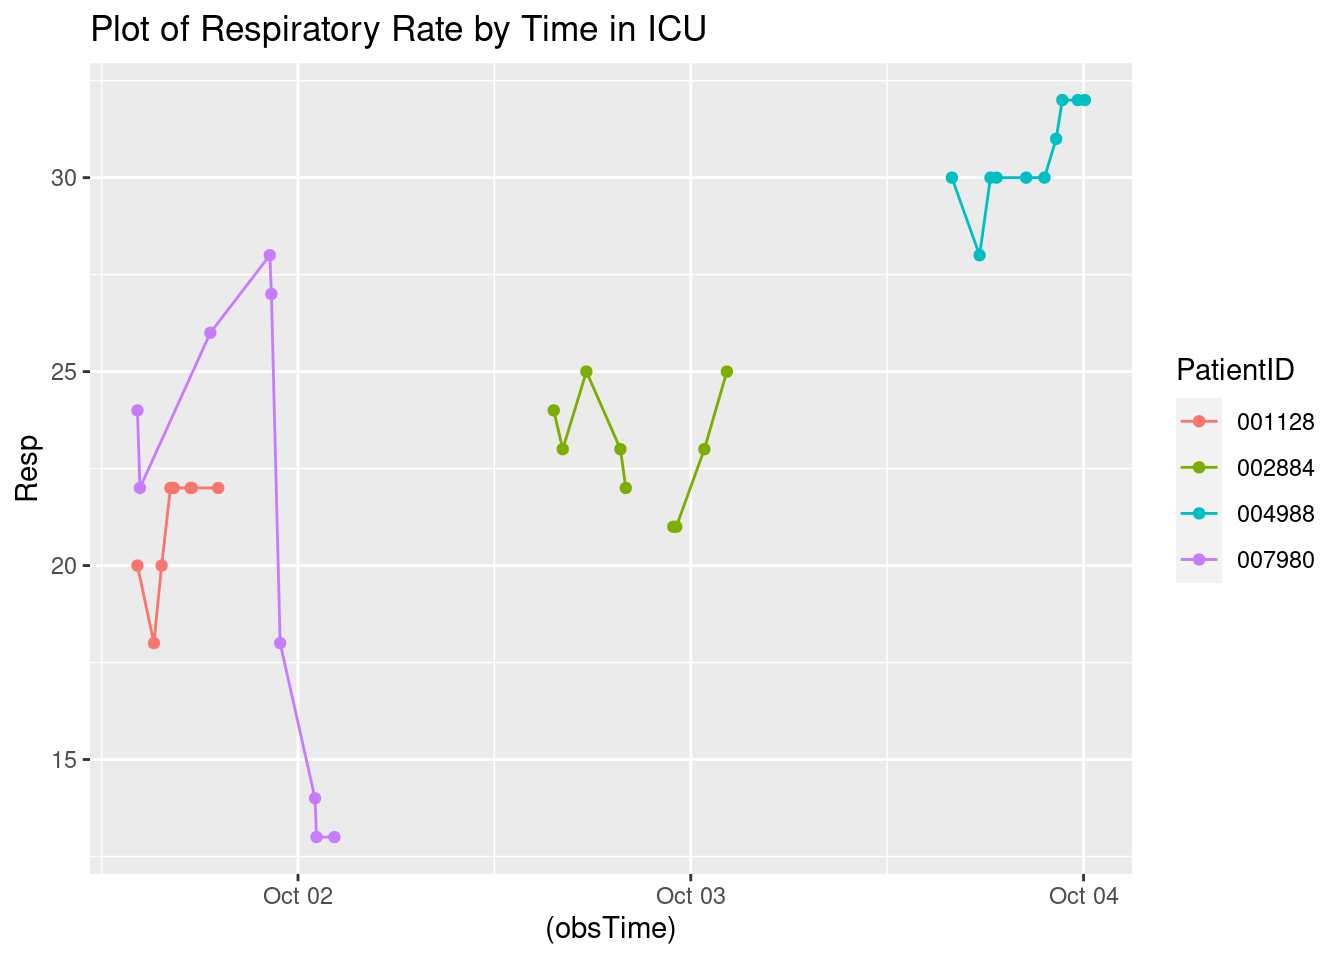 Plot of Respiratory Rate by Time in ICU
Resp
30
25
20
15
Oct 02
Oct 03
Oct 04
(obsTime)
PatientID
001128
002884
004988
007980